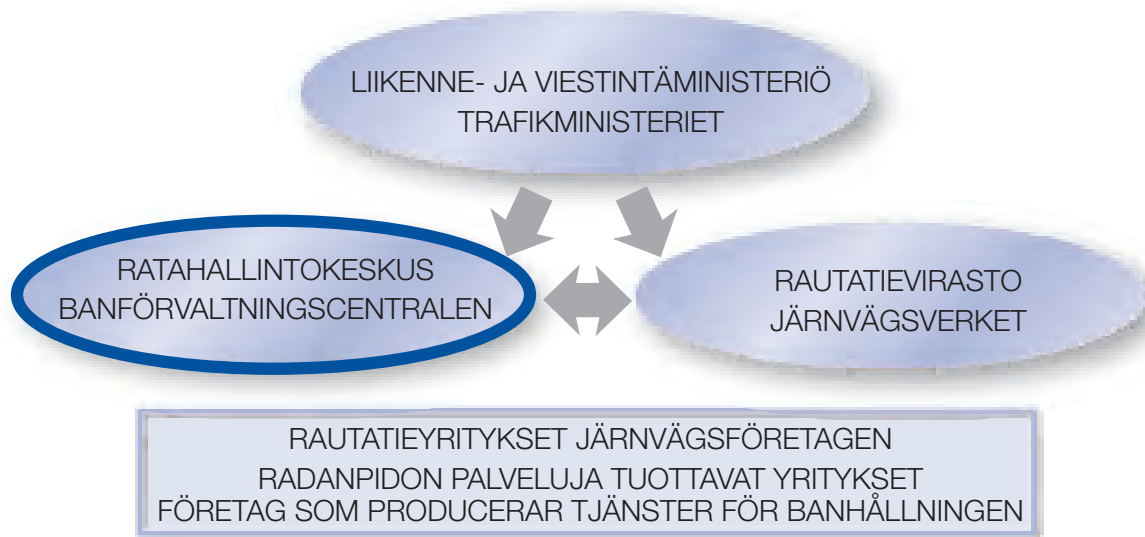 LIIKENNE- JA VIESTINTÄMINISTERIÖ
TRAFIKMINISTERIET
RATAHALLINTOKESKUS
BANFÖRVALTNINGSCENTRALEN
RAUTATIEVIRASTO
JÄRNVÄGSVERKET
RAUTATIEYRITYKSET JÄRNVÄGSFÖRETAGEN
RADANPIDON PALVELUJA TUOTTAVAT YRITYKSET
FÖRETAG SOM PRODUCERAR TJÄNSTER FÖR BANHÅLLNINGEN